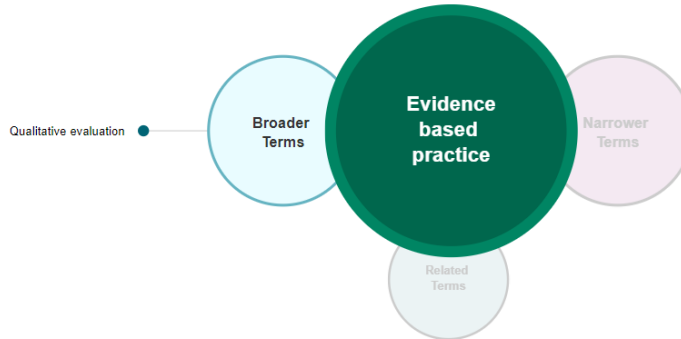 Qualitative evaluation
Broader
Terms
Evidence
based
practice
Narrower
Terms
Related
Terms